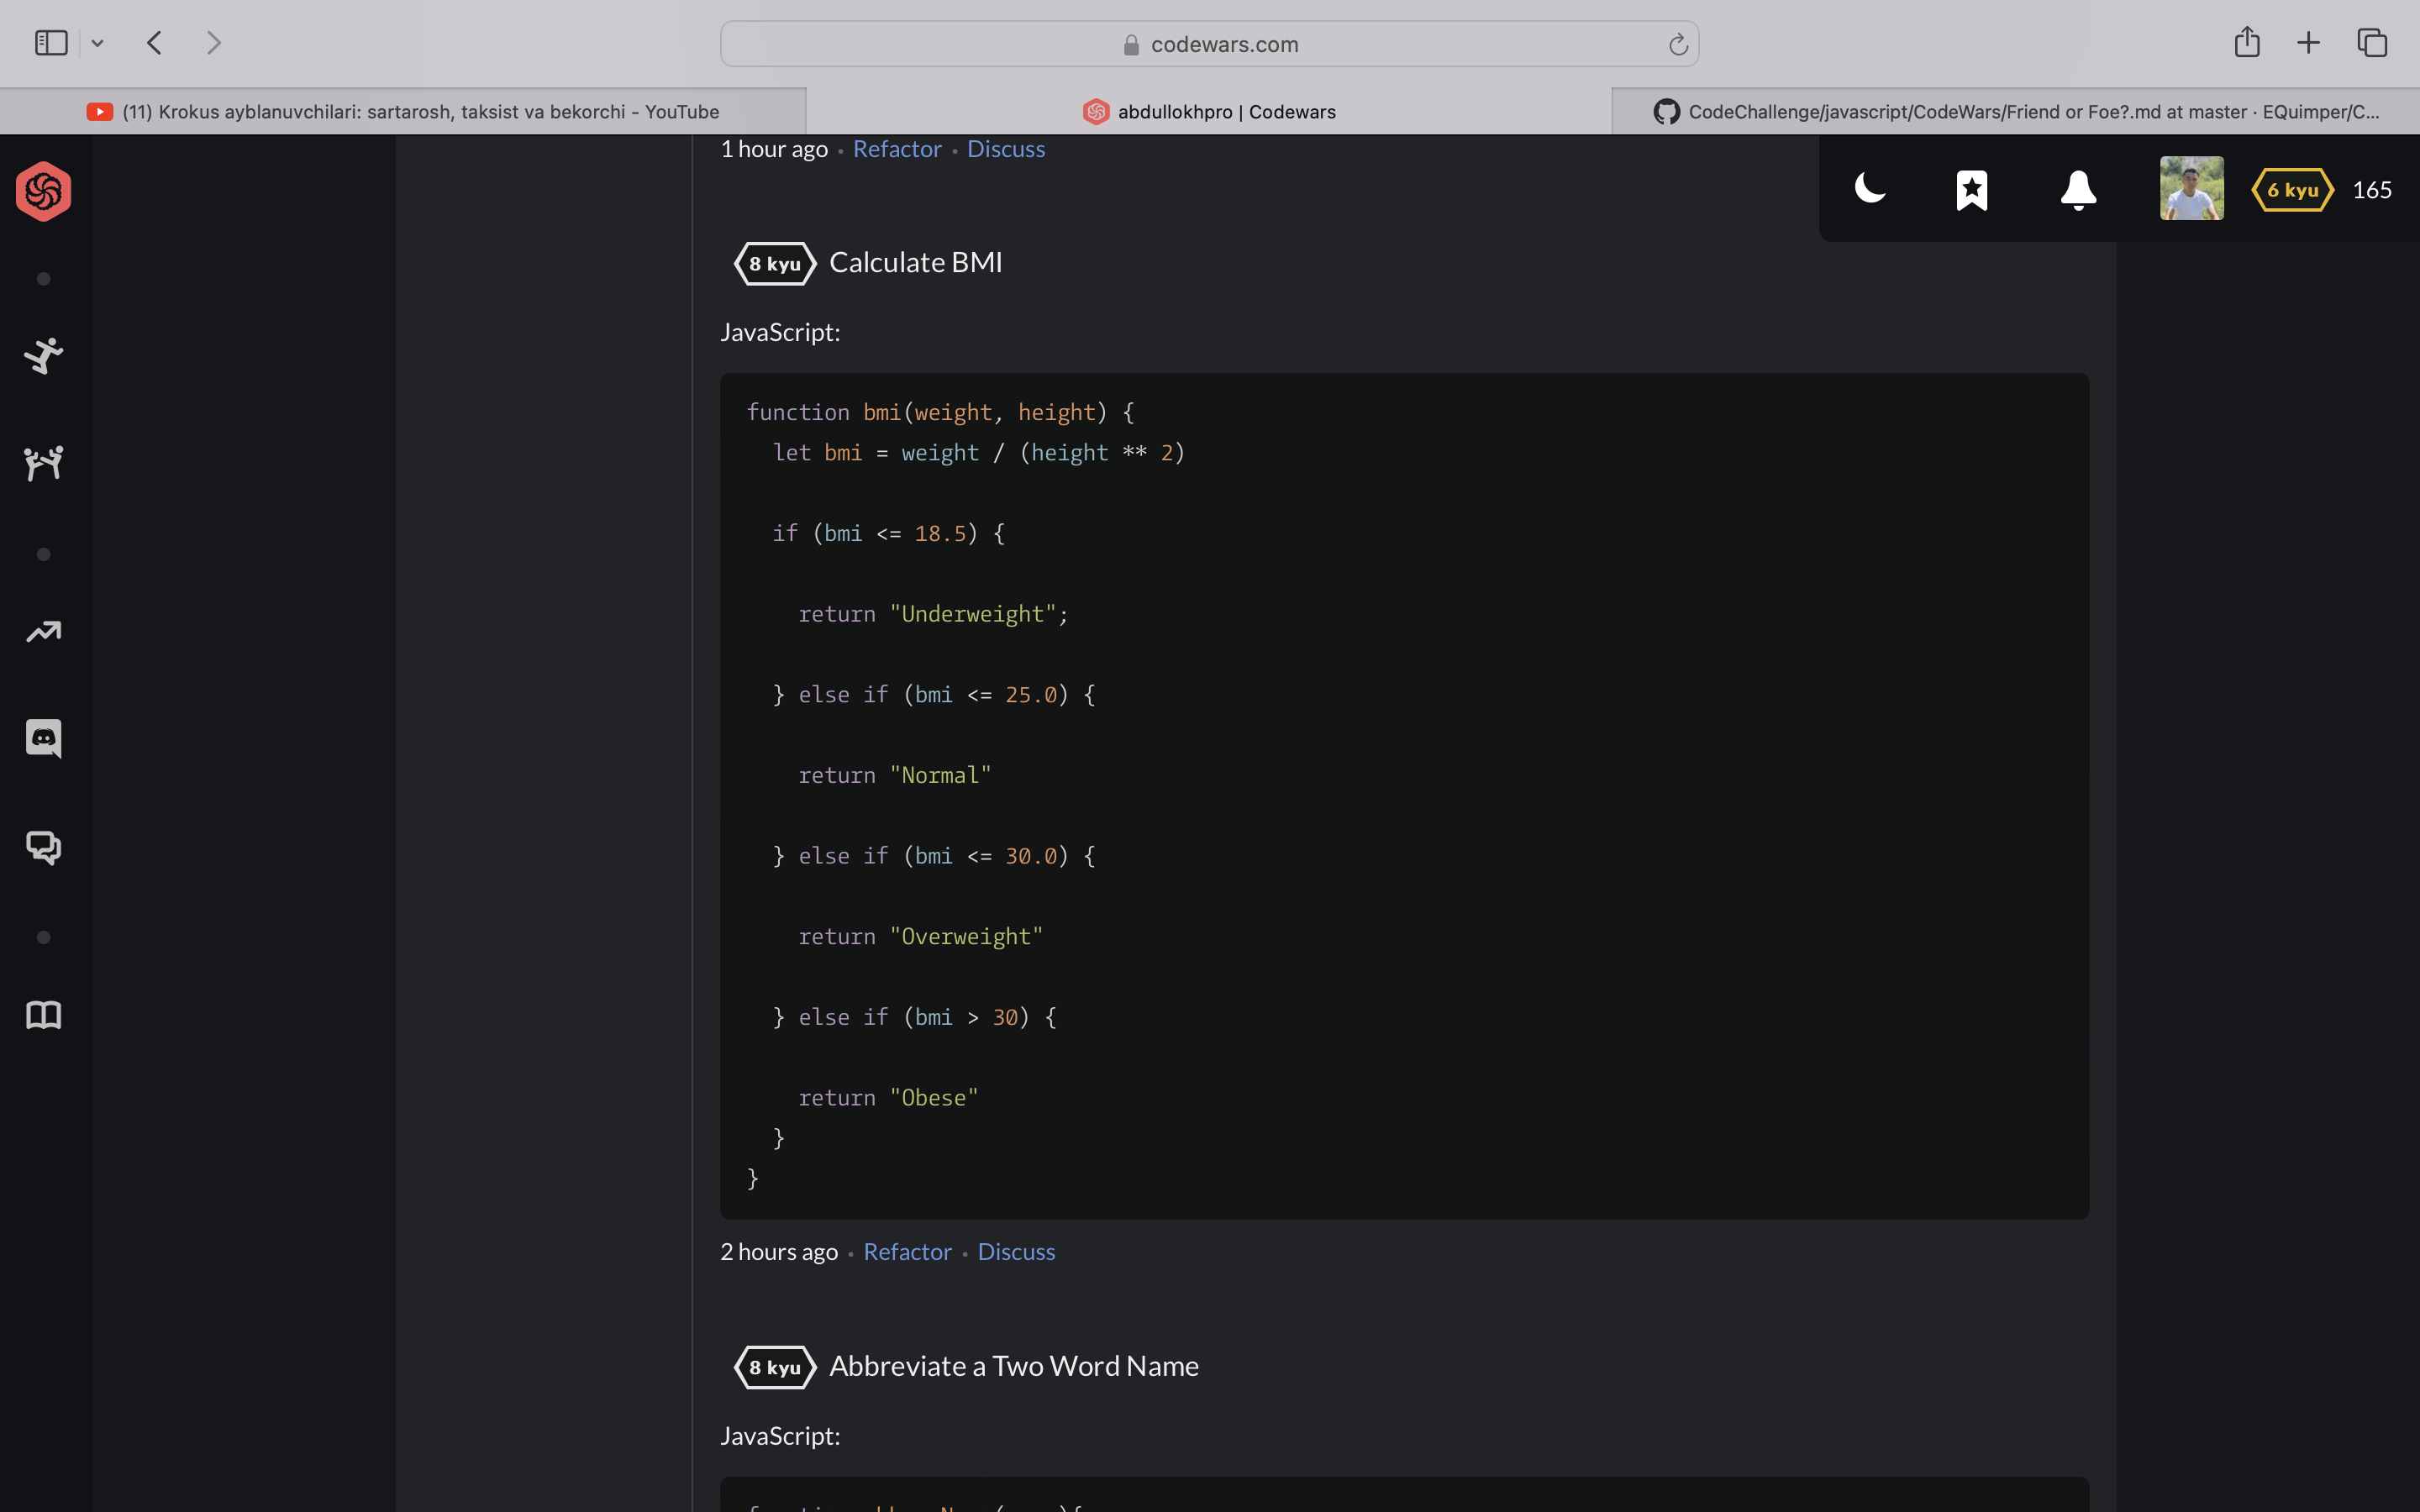 codewars.com
(11) Krokus ayblanuvchilari: sartarosh, taksist va bekorchi - YouTube
abdullokhpro | Codewars
CodeChallenge/javascript/CodeWars/Friend or Foe?.md at master · EQuimper/C...
1 hour ago • Refactor • Discuss
6 kyu 165
8 kyu Calculate BMI
JavaScript:
function bmi(weight, height) {
let bmi = weight / (height ** 2)
if (bmi <= 18.5) {
return "Underweight";
} else if (bmi <= 25.0) {
return "Normal"
} else if (bmi <= 30.0) {
return "Overweight"
} else if (bmi > 30) {
return "Obese"
}
}
2 hours ago • Refactor • Discuss
8 kyu Abbreviate a Two Word Name
JavaScript: